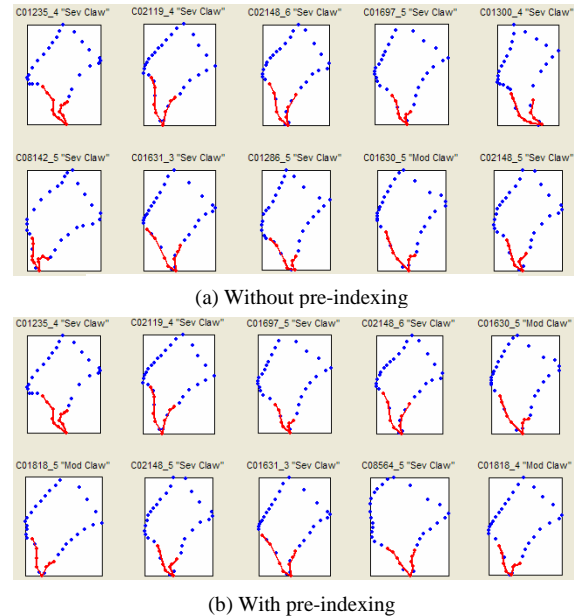 C01235_4 "Sev Claw" C02119_4 "Sev Claw" C02148_6 "Sev Claw" C01697_5 "Sev Claw" C01300_4 "Sev Claw"
C08142_5 "Sev Claw" C01631_3 "Sev Claw" C01286_5 "Sev Claw" C01630_5 "Mod Claw" C02148_5 "Sev Claw"
(a) Without pre-indexing
C01235_4 "Sev Claw" C02119_4 "Sev Claw" C01697_5 "Sev Claw" C02148_6 "Sev Claw" C01630_5 "Mod Claw"
C01818_5 "Mod Claw" C02148_5 "Sev Claw" C01631_3 "Sev Claw" C08564_5 "Sev Claw" C01818_4 "Mod Claw"
(b) With pre-indexing